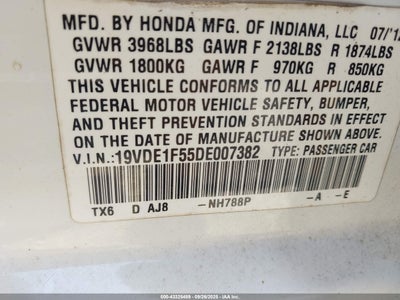 MFD. BY HONDA MFG. OF INDIANA, LLC 07/'12
GVWR 3968LBS GAWR F 2138LBS R 1874LBS
GVWR 1800KG GAWR F 970KG R 850KG
THIS VEHICLE CONFORMS TO ALL APPLICABLE
FEDERAL MOTOR VEHICLE SAFETY, BUMPER,
AND THEFT PREVENTION STANDARDS IN EFFECT
ON THE DATE OF MANUFACTURE SHOWN ABOVE.
V.I.N.: 19VDE1F55DE007382 TYPE: PASSENGER CAR
TX6 D AJ8 -NH788P -A -E